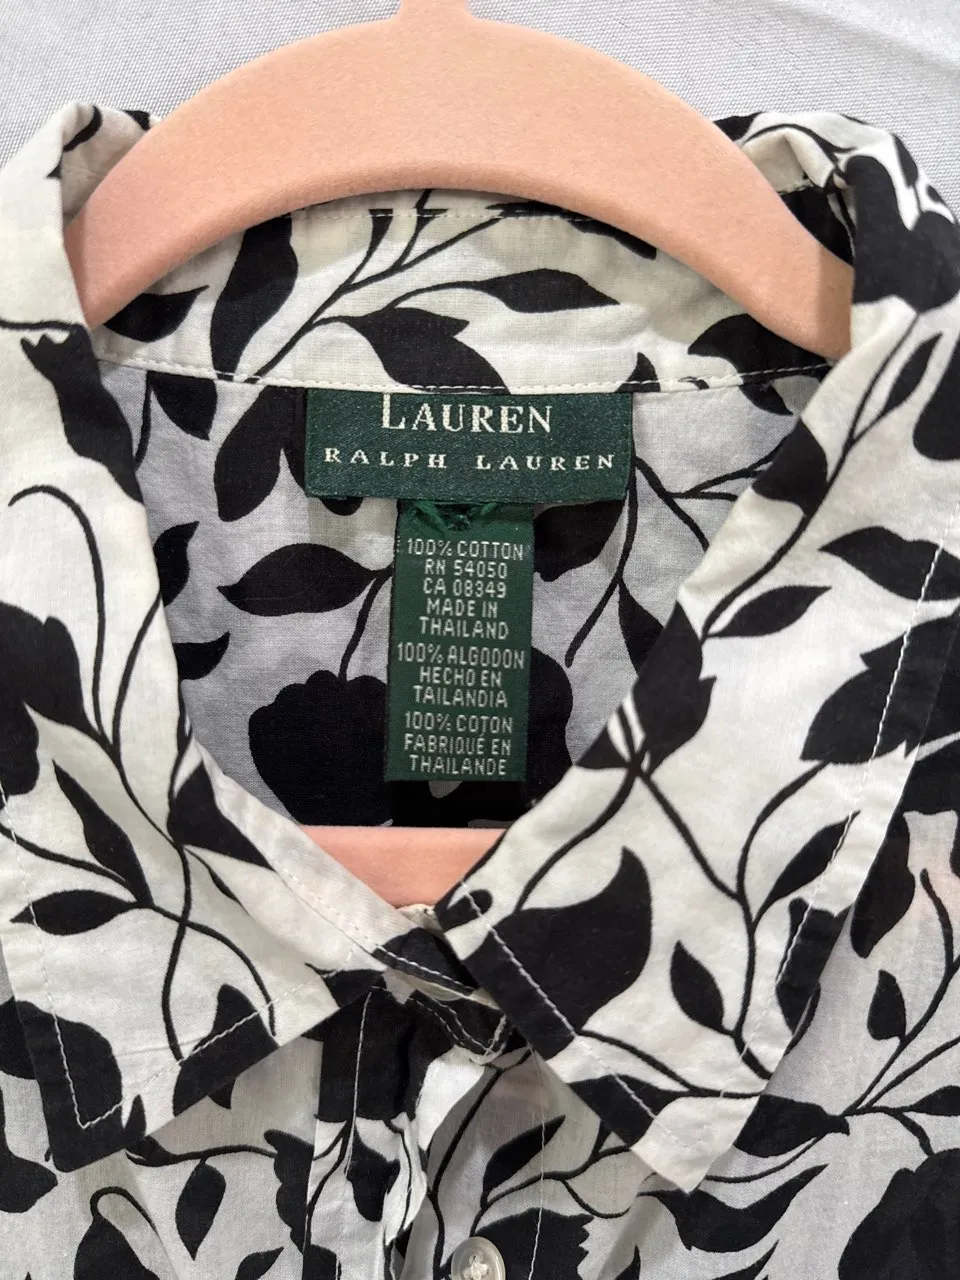 LAUREN
RALPH LAUREN
100% COTTON
RN 54050
CA 08349
MADE IN
THAILAND
100% ALGODON
HECHO EN
TAILANDIA
100% COTON
FABRIQUÉ EN
THAILANDE